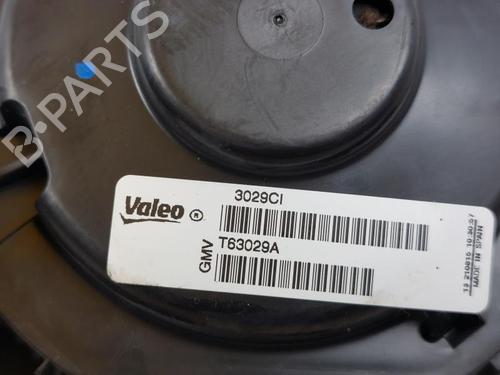 B-PARTS
Valeo ®
3029CI
GMV T63029A
MADE IN SPAIN